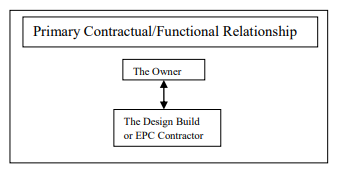 Primary Contractual/Functional Relationship
The Owner
The Design Build
or EPC Contractor